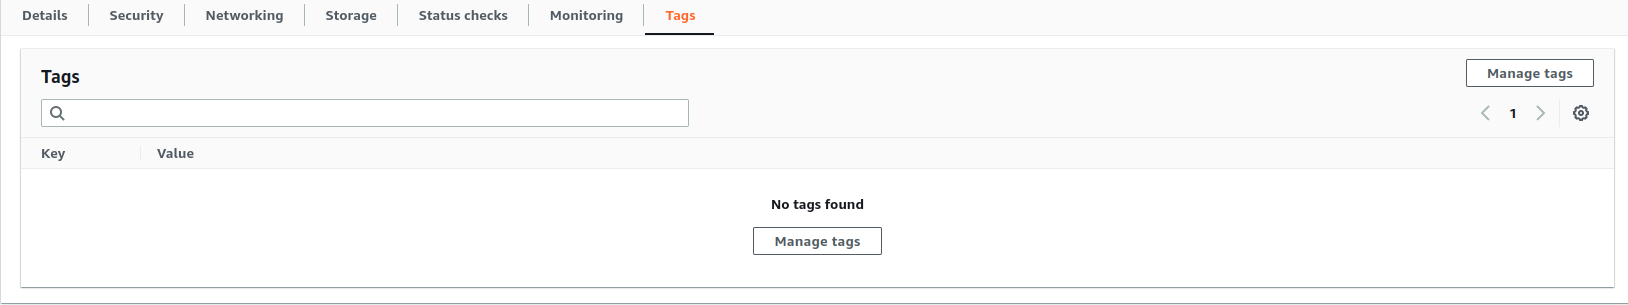 Details Security Networking Storage Status checks Monitoring Tags
Tags
Manage tags
1
Key Value
No tags found
Manage tags